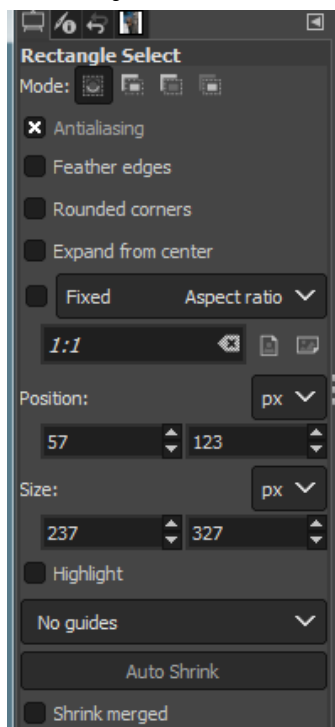 Rectangle Select
Mode:
Antialiasing
Feather edges
Rounded corners
Expand from center
Fixed Aspect ratio
1:1
Position: px
57 123
Size: px
237 327
Highlight
No guides
Auto Shrink
Shrink merged